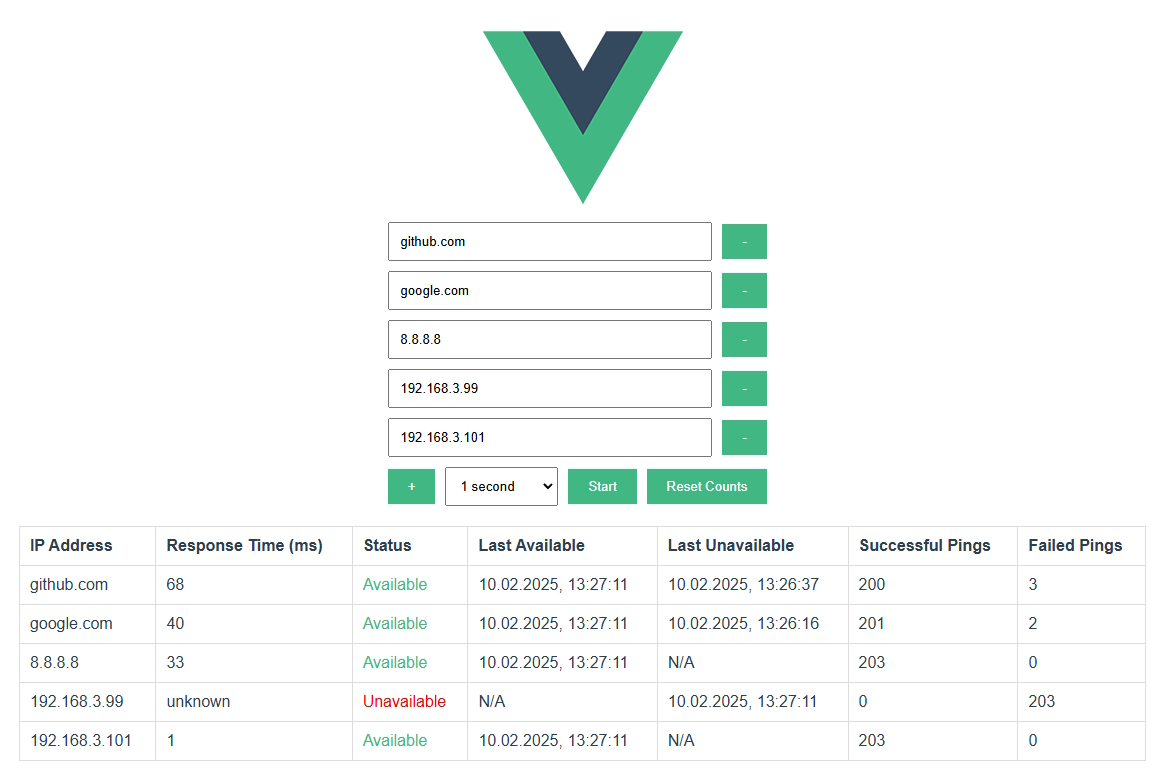 github.com -
google.com -
8.8.8.8 -
192.168.3.99 -
192.168.3.101 -
+ 1 second Start Reset Counts
IP Address Response Time (ms) Status Last Available Last Unavailable Successful Pings Failed Pings
github.com 68 Available 10.02.2025, 13:27:11 10.02.2025, 13:26:37 200 3
google.com 40 Available 10.02.2025, 13:27:11 10.02.2025, 13:26:16 201 2
8.8.8.8 33 Available 10.02.2025, 13:27:11 N/A 203 0
192.168.3.99 unknown Unavailable N/A 10.02.2025, 13:27:11 0 203
192.168.3.101 1 Available 10.02.2025, 13:27:11 N/A 203 0